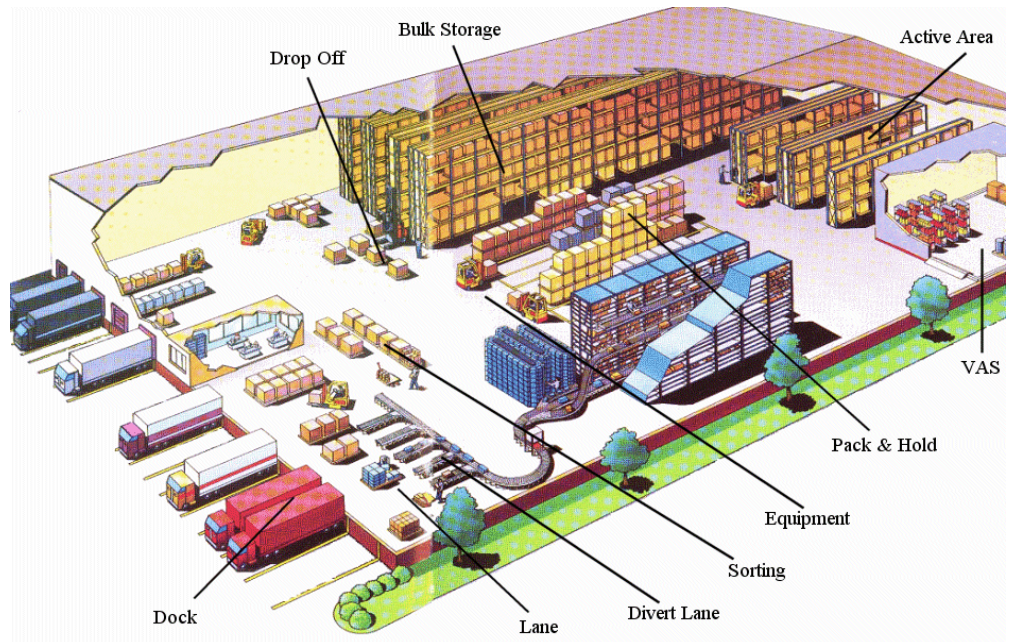 Bulk Storage
Active Area
Drop Off
VAS
Pack & Hold
Equipment
Sorting
Divert Lane
Dock
Lane